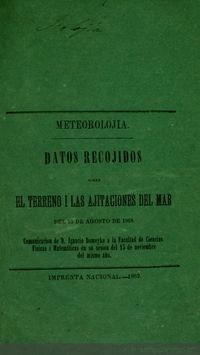 METEOROLOJIA.
DATOS RECOJIDOS
SOBRE
EL TERRENO I LAS AJITACIONES DEL MAR
DEL 13 DE AGOSTO DE 1868.
Comunicacion de D. Ignacio Domeyko a la Facultad de Ciencias
Físicas i Matemáticas en su sesion del 15 de noviembre
del mismo año.
IMPRENTA NACIONAL.—1868.